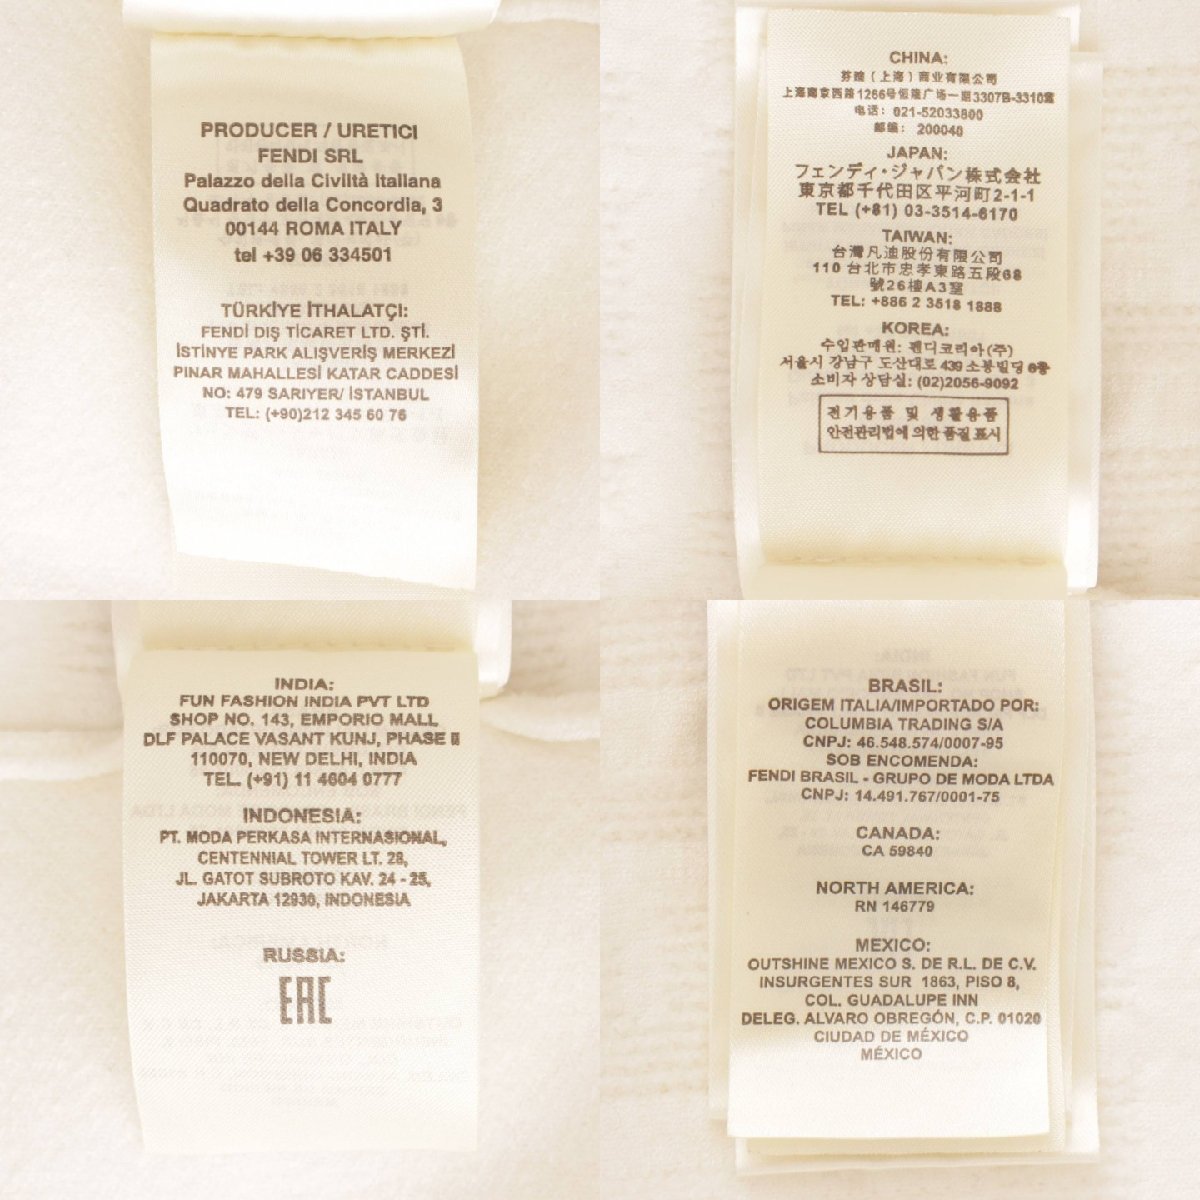 PRODUCER / URETICI
FENDI SRL
Palazzo della Civiltà Italiana
Quadrato della Concordia, 3
00144 ROMA ITALY
tel +39 06 334501
TÜRKİYE İTHALATÇI:
FENDİ DIŞ TİCARET LTD. ŞTİ.
İSTİNYE PARK ALIŞVERİŞ MERKEZİ
PINAR MAHALLESİ KATAR CADDESİ
NO: 479 SARIYER/ İSTANBUL
TEL: (+90)212 345 60 76
CHINA:
芬迪（上海）商业有限公司
上海南京西路1266号恒隆广场一座3307B-3310室
电话: 021-52033800
邮编: 200040
JAPAN:
フェンディ・ジャパン株式会社
東京都千代田区平河町2-1-1
TEL (+81) 03-3514-6170
TAIWAN:
台灣凡迪股份有限公司
110 台北市忠孝東路五段68
號26樓A3室
TEL: +886 2 3518 1888
KOREA:
수입판매원: 펜디코리아(주)
서울시 강남구 도산대로 439 소봉빌딩 6층
소비자 상담실: (02)2056-9092
전기용품 및 생활용품
안전관리법에 의한 품질 표시
INDIA:
FUN FASHION INDIA PVT LTD
SHOP NO. 143, EMPORIO MALL,
DLF PALACE VASANT KUNJ, PHASE II
110070, NEW DELHI, INDIA
TEL. (+91) 11 4604 0777
INDONESIA:
PT. MODA PERKASA INTERNASIONAL,
CENTENNIAL TOWER LT. 28,
JL. GATOT SUBROTO KAV. 24 - 25,
JAKARTA 12930, INDONESIA
RUSSIA:
EAC
BRASIL:
ORIGEM ITALIA/IMPORTADO POR:
COLUMBIA TRADING S/A
CNPJ: 46.548.574/0007-95
SOB ENCOMENDA:
FENDI BRASIL - GRUPO DE MODA LTDA
CNPJ: 14.491.767/0001-75
CANADA:
CA 59840
NORTH AMERICA:
RN 146779
MEXICO:
OUTSHINE MEXICO S. DE R.L. DE C.V.
INSURGENTES SUR 1863, PISO 8,
COL. GUADALUPE INN
DELEG. ALVARO OBREGÓN, C.P. 01020
CIUDAD DE MÉXICO
MÉXICO